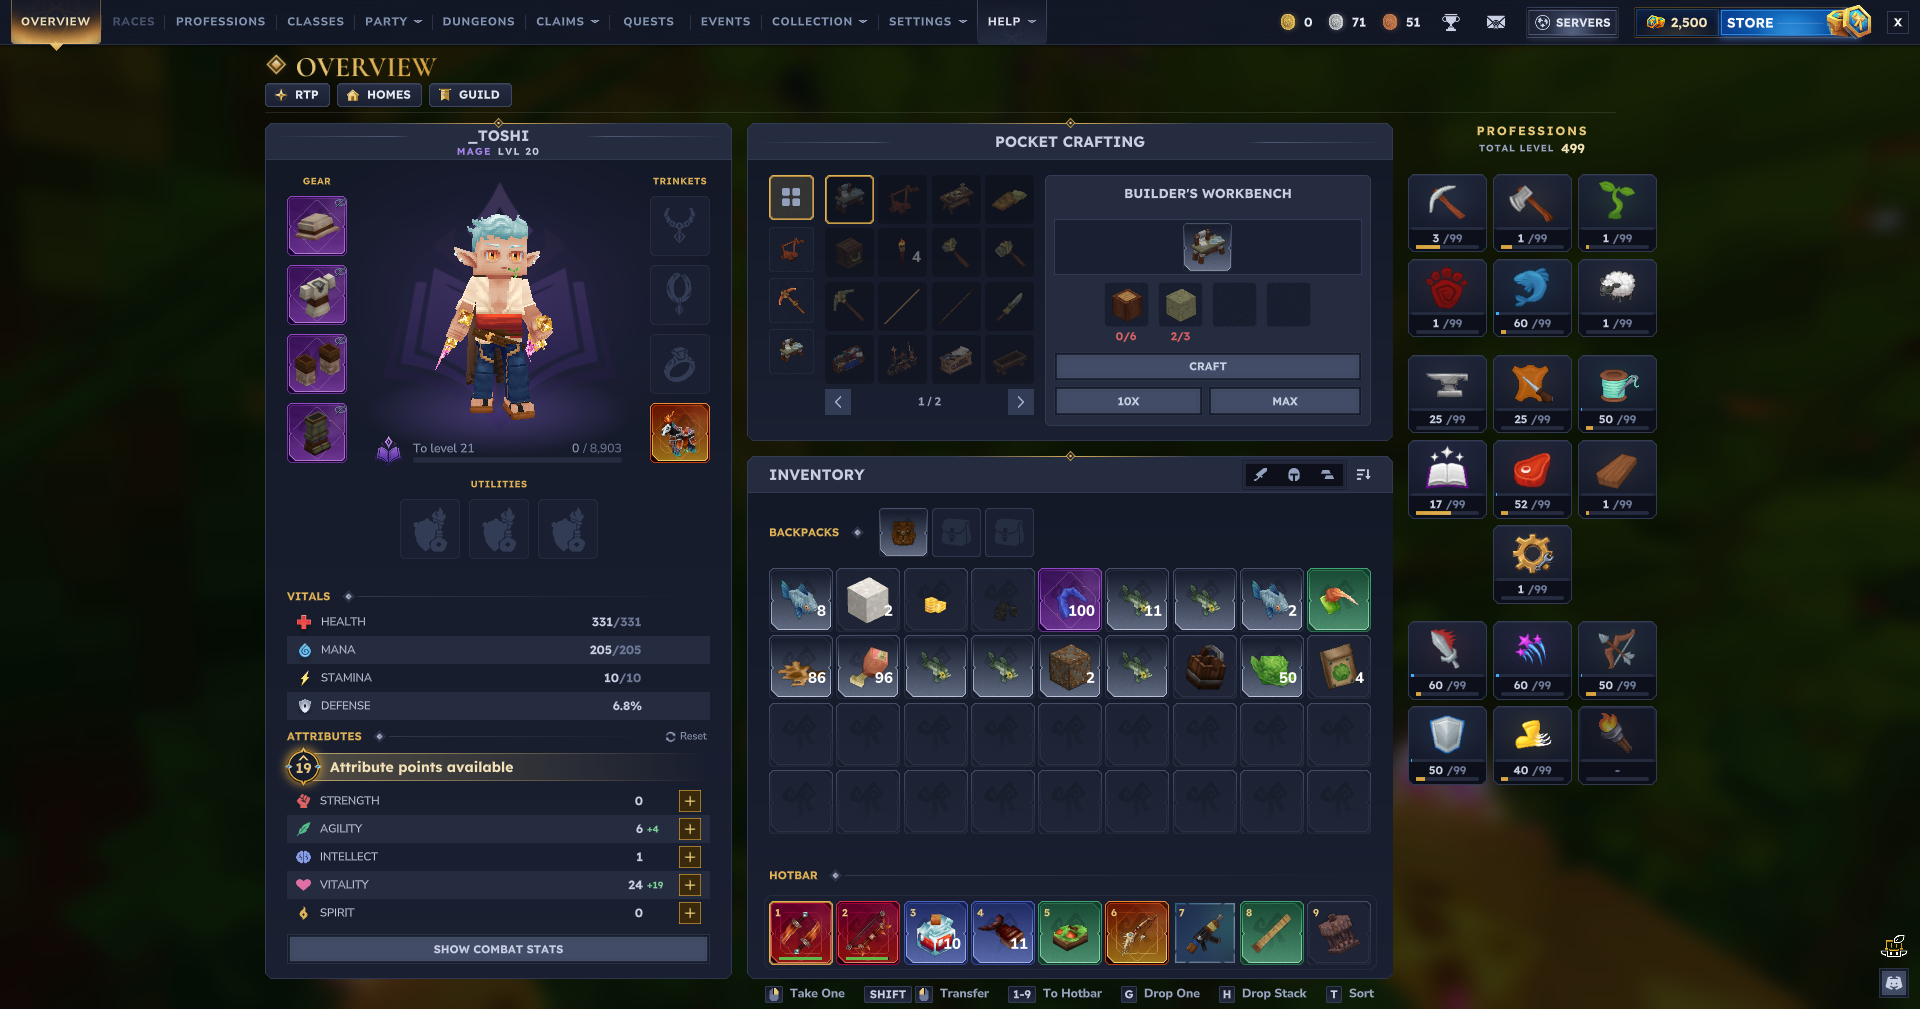 OVERVIEW RACES PROFESSIONS CLASSES PARTY DUNGEONS CLAIMS QUESTS EVENTS COLLECTION SETTINGS HELP 0 71 51 SERVERS 2,500 STORE X
OVERVIEW
RTP HOMES GUILD
_TOSHI
MAGE LVL 20
GEAR TRINKETS
To level 21 0 / 8,903
UTILITIES
VITALS
HEALTH 331/331
MANA 205/205
STAMINA 10/10
DEFENSE 6.8%
ATTRIBUTES Reset
19 Attribute points available
STRENGTH 0 +
AGILITY 6 +4 +
INTELLECT 1 +
VITALITY 24 +19 +
SPIRIT 0 +
SHOW COMBAT STATS
POCKET CRAFTING
4
1 / 2
BUILDER'S WORKBENCH
0/6 2/3
CRAFT
10X MAX
INVENTORY
BACKPACKS
8 2 100 11 2
86 96 2 50 4
HOTBAR
1 2 3 4 5 6 7 8 9
10 11
Take One SHIFT Transfer 1-9 To Hotbar G Drop One H Drop Stack T Sort
PROFESSIONS
TOTAL LEVEL 499
3 /99 1 /99 1 /99
1 /99 60 /99 1 /99
25 /99 25 /99 50 /99
17 /99 52 /99 1 /99
1 /99
60 /99 60 /99 50 /99
50 /99 40 /99 -